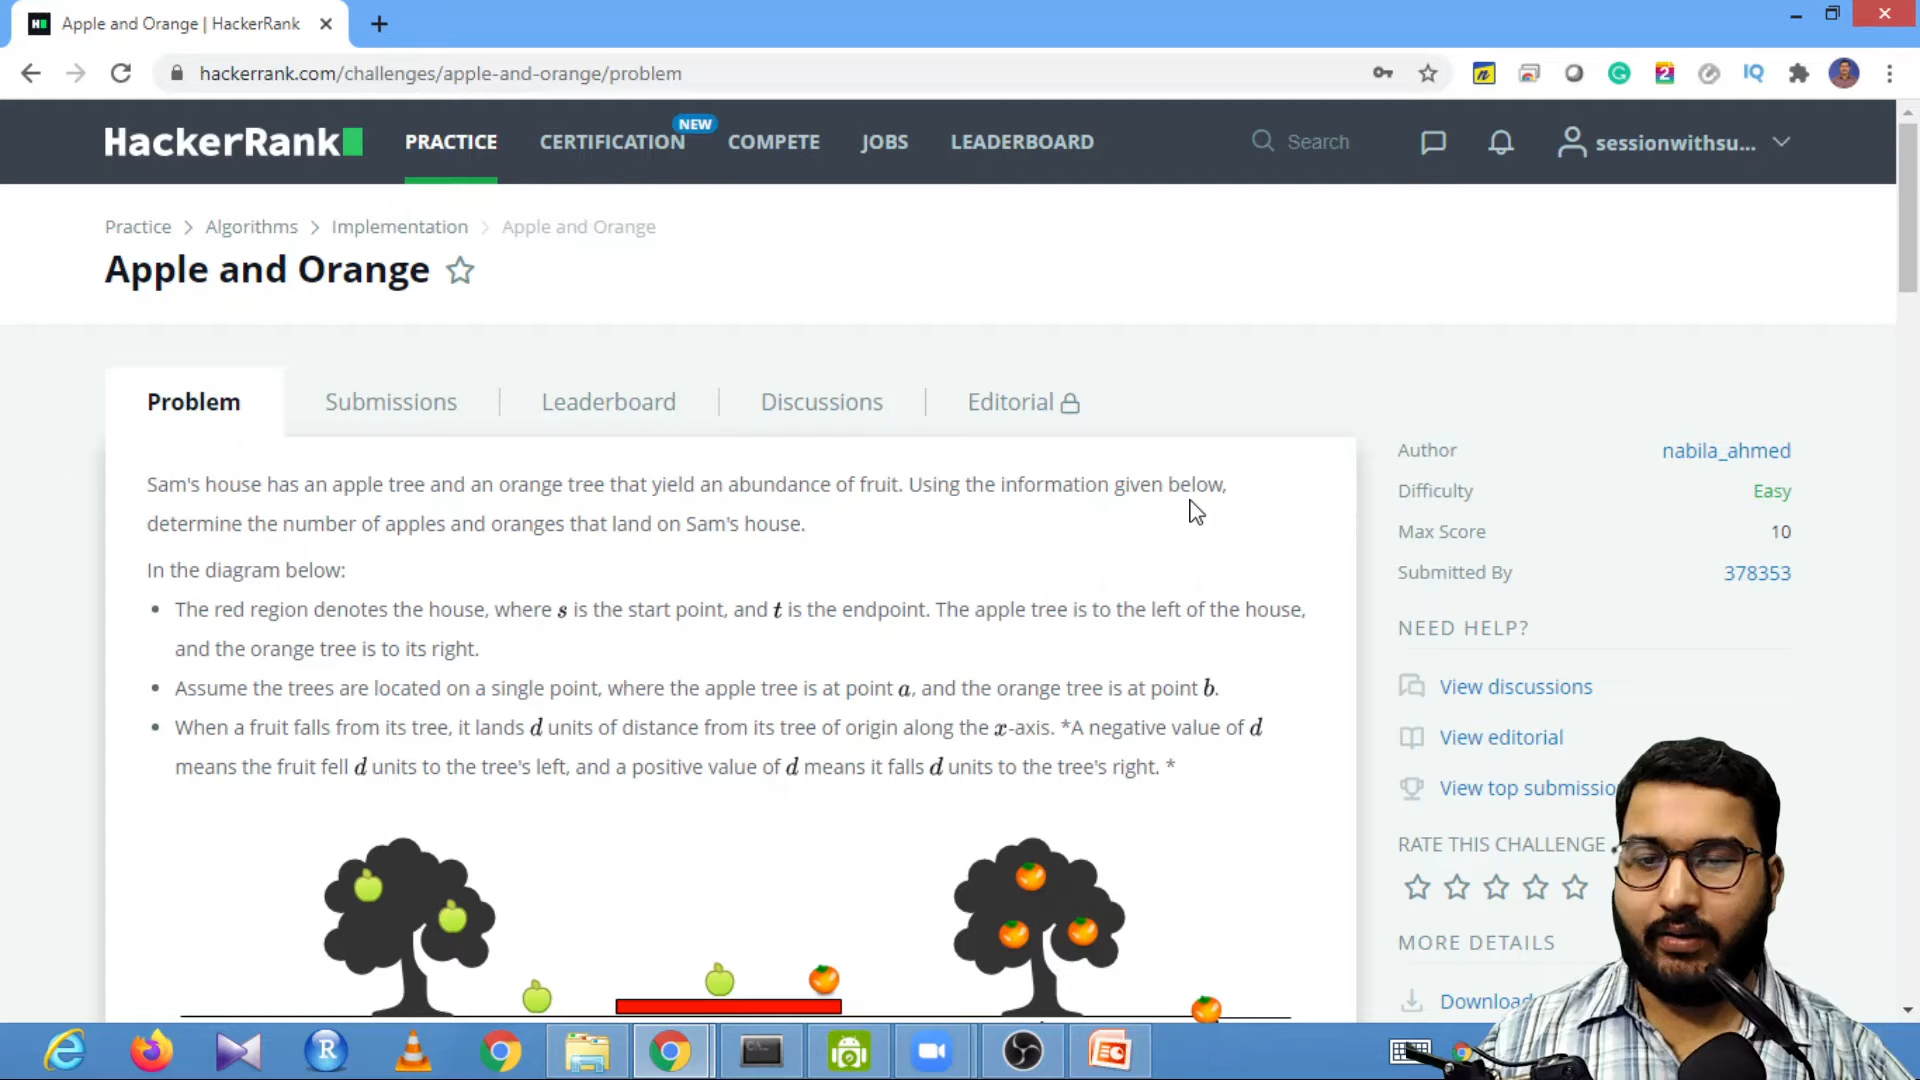 Apple and Orange | HackerRank
hackerrank.com/challenges/apple-and-orange/problem
HackerRank
PRACTICE
CERTIFICATION
NEW
COMPETE
JOBS
LEADERBOARD
Search
sessionwithsu...
Practice > Algorithms > Implementation > Apple and Orange
Apple and Orange
Problem
Submissions
Leaderboard
Discussions
Editorial
Sam's house has an apple tree and an orange tree that yield an abundance of fruit. Using the information given below,
determine the number of apples and oranges that land on Sam's house.
In the diagram below:
• The red region denotes the house, where s is the start point, and t is the endpoint. The apple tree is to the left of the house,
and the orange tree is to its right.
• Assume the trees are located on a single point, where the apple tree is at point a, and the orange tree is at point b.
• When a fruit falls from its tree, it lands d units of distance from its tree of origin along the x-axis. *A negative value of d
means the fruit fell d units to the tree's left, and a positive value of d means it falls d units to the tree's right. *
Author nabila_ahmed
Difficulty Easy
Max Score 10
Submitted By 378353
NEED HELP?
View discussions
View editorial
View top submissio
RATE THIS CHALLENGE
MORE DETAILS
Download